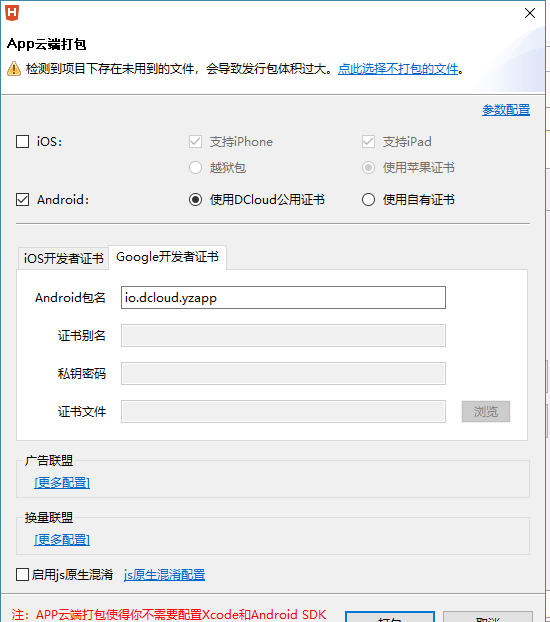 H
App云端打包
检测到项目下存在未用到的文件，会导致发行包体积过大。点此选择不打包的文件。
参数配置
iOS： 支持iPhone 支持iPad
越狱包 使用苹果证书
Android： 使用DCloud公用证书 使用自有证书
iOS开发者证书 Google开发者证书
Android包名 io.dcloud.yzapp
证书别名
私钥密码
证书文件 浏览
广告联盟
[更多配置]
换量联盟
[更多配置]
启用js原生混淆 js原生混淆配置
注：APP云端打包使得你不需要配置Xcode和Android SDK
打包 取消